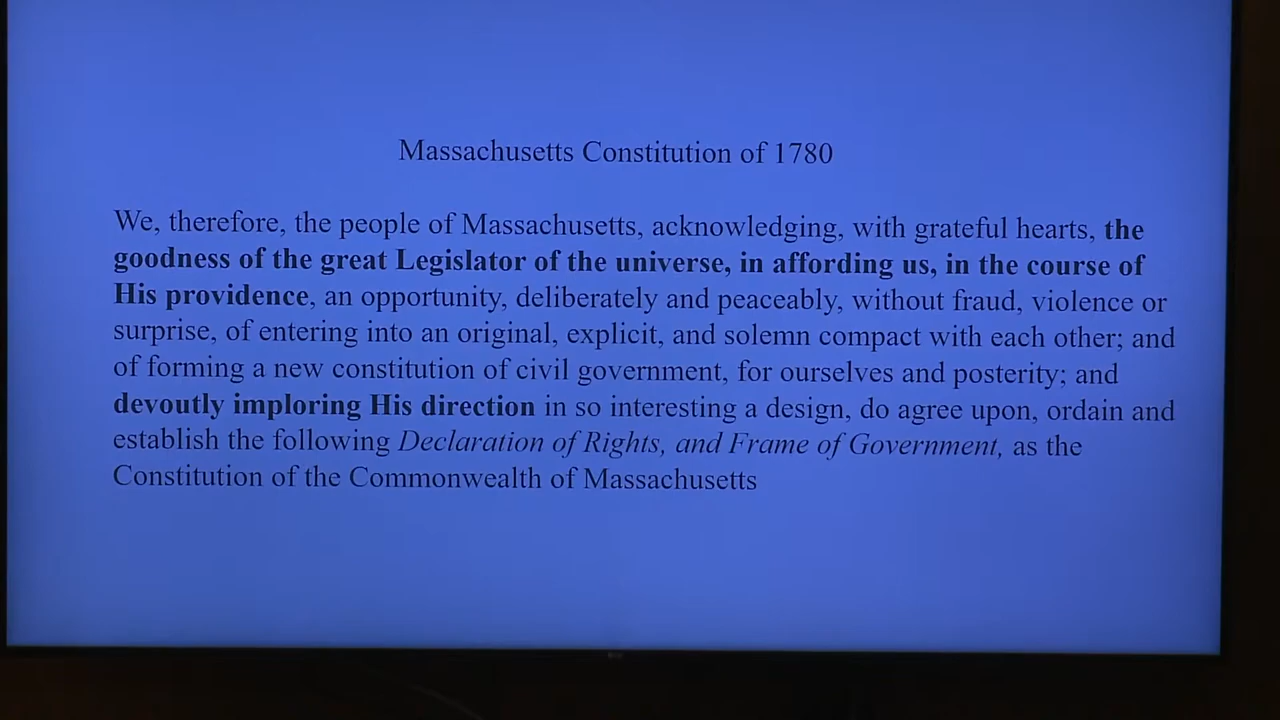 Massachusetts Constitution of 1780
We, therefore, the people of Massachusetts, acknowledging, with grateful hearts, the
goodness of the great Legislator of the universe, in affording us, in the course of
His providence, an opportunity, deliberately and peaceably, without fraud, violence or
surprise, of entering into an original, explicit, and solemn compact with each other; and
of forming a new constitution of civil government, for ourselves and posterity; and
devoutly imploring His direction in so interesting a design, do agree upon, ordain and
establish the following Declaration of Rights, and Frame of Government, as the
Constitution of the Commonwealth of Massachusetts